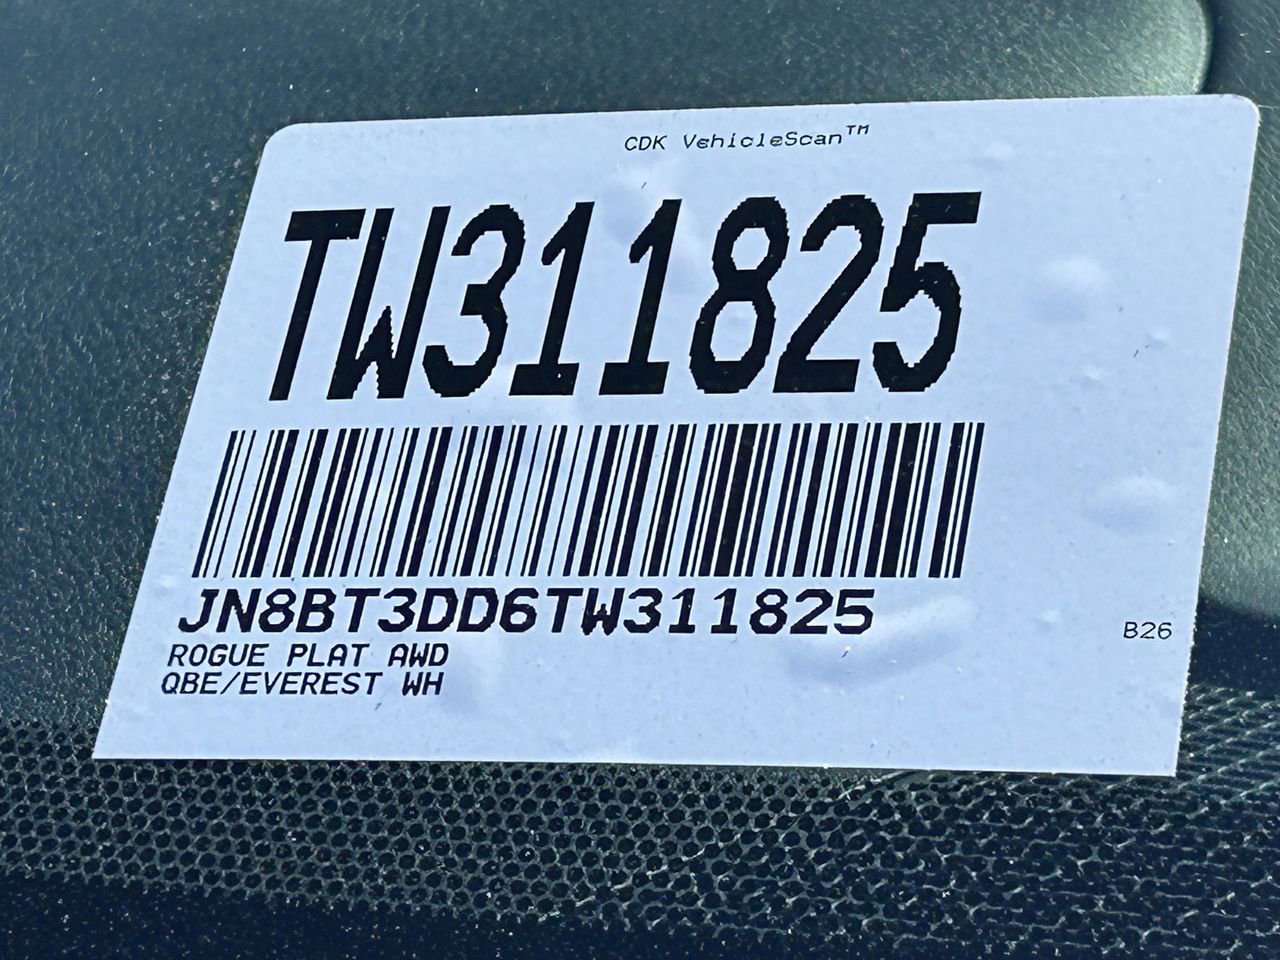 CDK VehicleScan™
TW311825
JN8BT3DD6TW311825
ROGUE PLAT AWD
QBE/EVEREST WH
B26